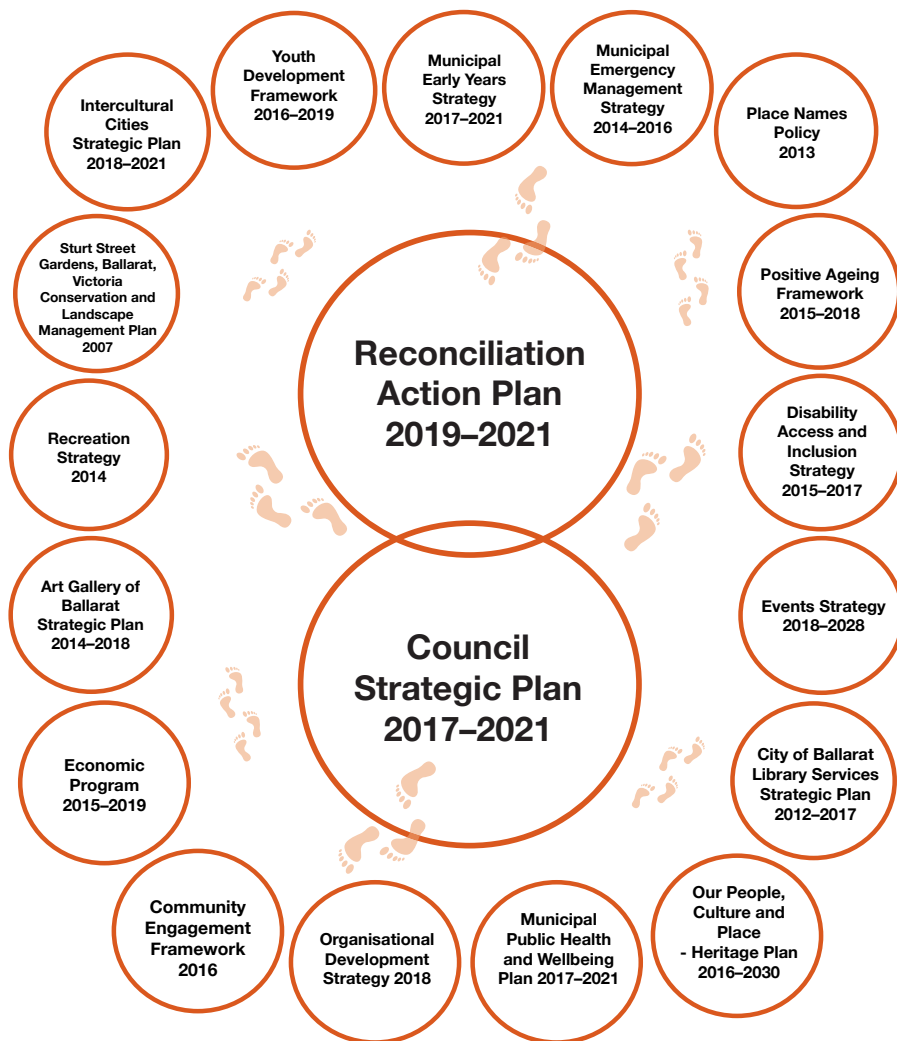 Youth
Development
Framework
2016–2019
Municipal
Early Years
Strategy
2017–2021
Municipal
Emergency
Management
Strategy
2014–2016
Intercultural
Cities
Strategic Plan
2018–2021
Place Names
Policy
2013
Sturt Street
Gardens, Ballarat,
Victoria
Conservation and
Landscape
Management Plan
2007
Positive Ageing
Framework
2015–2018
Reconciliation
Action Plan
2019–2021
Recreation
Strategy
2014
Disability
Access and
Inclusion
Strategy
2015–2017
Art Gallery of
Ballarat
Strategic Plan
2014–2018
Events Strategy
2018–2028
Council
Strategic Plan
2017–2021
Economic
Program
2015–2019
City of Ballarat
Library Services
Strategic Plan
2012–2017
Community
Engagement
Framework
2016
Organisational
Development
Strategy 2018
Municipal
Public Health
and Wellbeing
Plan 2017–2021
Our People,
Culture and
Place
- Heritage Plan
2016–2030